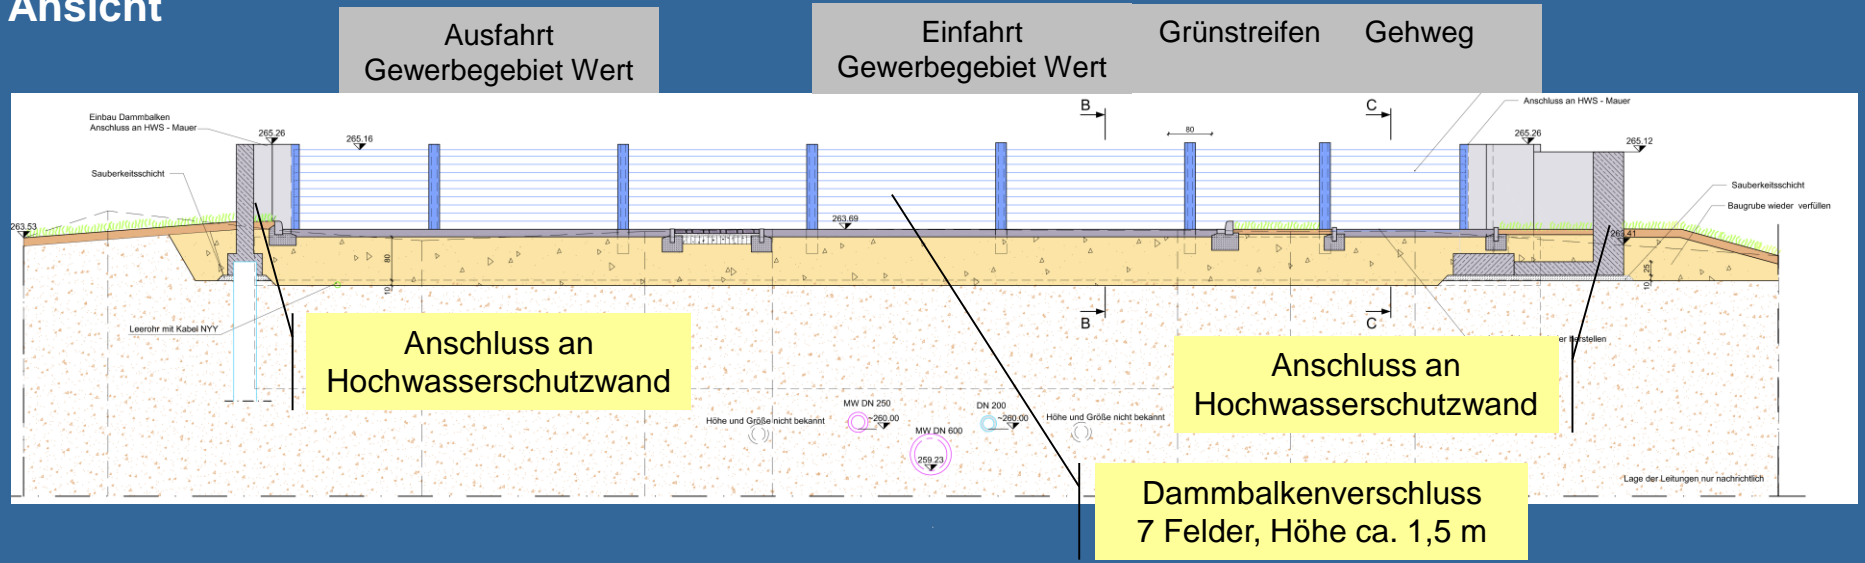 Ansicht
Ausfahrt
Gewerbegebiet Wert
Einfahrt
Gewerbegebiet Wert
Grünstreifen
Gehweg
Einbau Dammbalken
Anschluss an HWS - Mauer
265.26
265.16
B
80
C
Anschluss an HWS - Mauer
265.26
265.12
Sauberkeitsschicht
Sauberkeitsschicht
Baugrube wieder verfüllen
263.53
263.69
80
10
10
25
Leerohr mit Kabel NYY
B
C
Anschluss an
Hochwasserschutzwand
Anschluss an
Hochwasserschutzwand
MW DN 250
~260.00
DN 200
~260.00
Höhe und Größe nicht bekannt
Höhe und Größe nicht bekannt
MW DN 600
259.23
Lage der Leitungen nur nachrichtlich
Dammbalkenverschluss
7 Felder, Höhe ca. 1,5 m